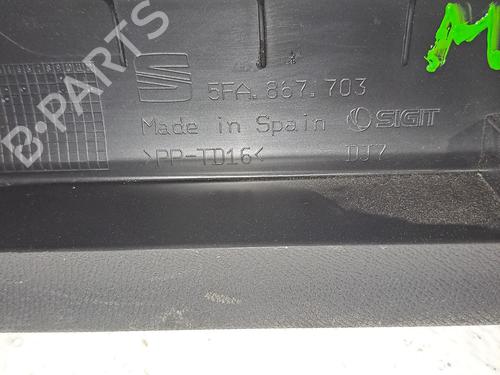 5FA.867.703
Made in Spain SIGIT
>PP-TD16< DJ7
M
B-PARTS